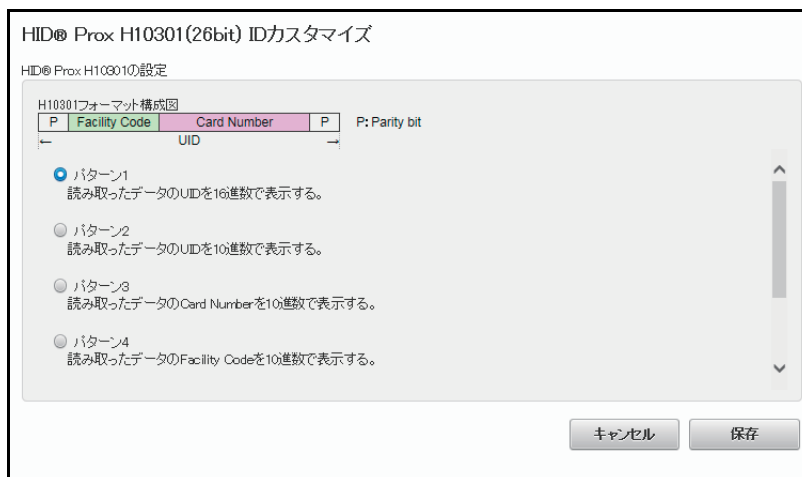 HID® Prox H10301(26bit) IDカスタマイズ
HID® Prox H10301の設定
H10301フォーマット構成図
P Facility Code Card Number P P: Parity bit
← UID →
パターン1
読み取ったデータのUIDを16進数で表示する。
パターン2
読み取ったデータのUIDを10進数で表示する。
パターン3
読み取ったデータのCard Numberを10進数で表示する。
パターン4
読み取ったデータのFacility Codeを10進数で表示する。
キャンセル 保存